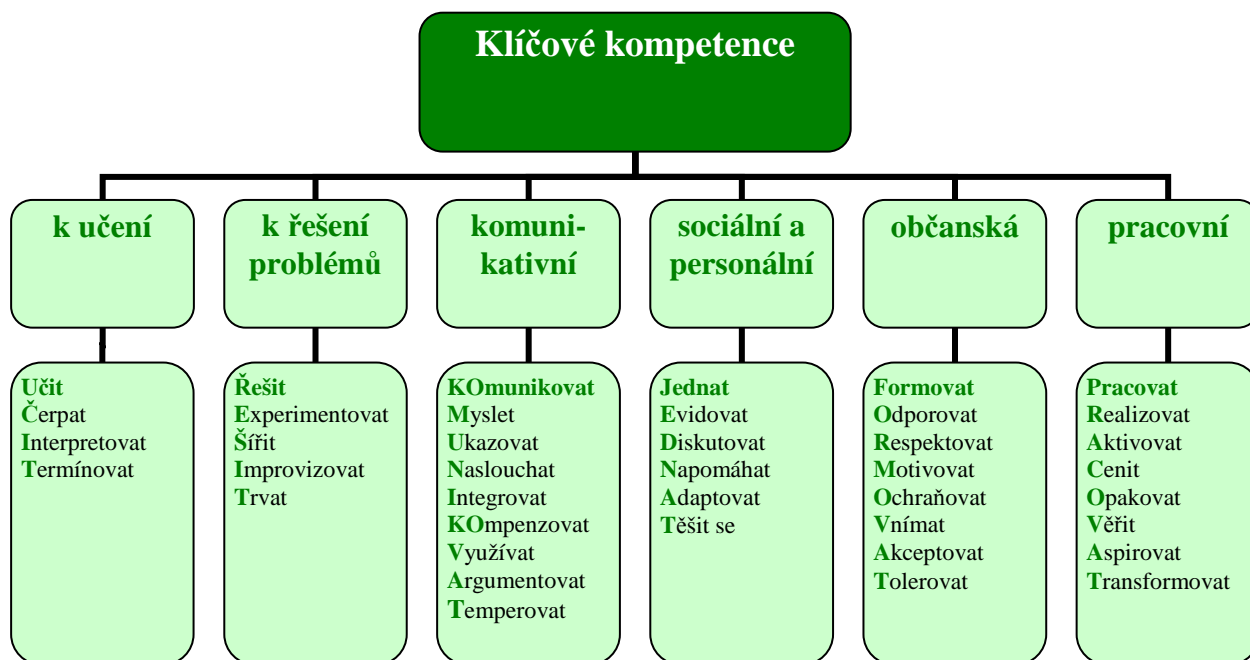 Klíčové kompetence
k učení
k řešení
problémů
komuni-
kativní
sociální a
personální
občanská
pracovní
Učit
Čerpat
Interpretovat
Termínovat
Řešit
Experimentovat
Šířit
Improvizovat
Trvat
KOmunikovat
Myslet
Ukazovat
Naslouchat
Integrovat
KOmpenzovat
Využívat
Argumentovat
Temperovat
Jednat
Evidovat
Diskutovat
Napomáhat
Adaptovat
Těšit se
Formovat
Odporovat
Respektovat
Motivovat
Ochraňovat
Vnímat
Akceptovat
Tolerovat
Pracovat
Realizovat
Aktivovat
Cenit
Opakovat
Věřit
Aspirovat
Transformovat